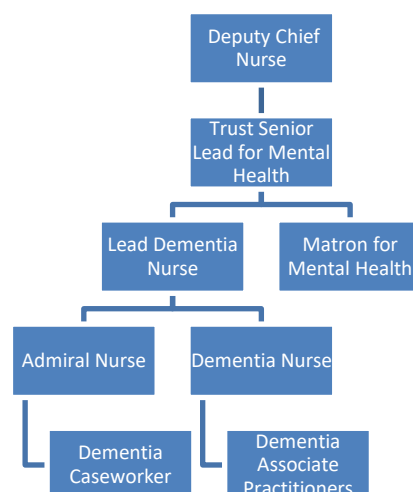 Deputy Chief
Nurse
Trust Senior
Lead for Mental
Health
Lead Dementia
Nurse
Matron for
Mental Health
Admiral Nurse
Dementia Nurse
Dementia
Caseworker
Dementia
Associate
Practitioners